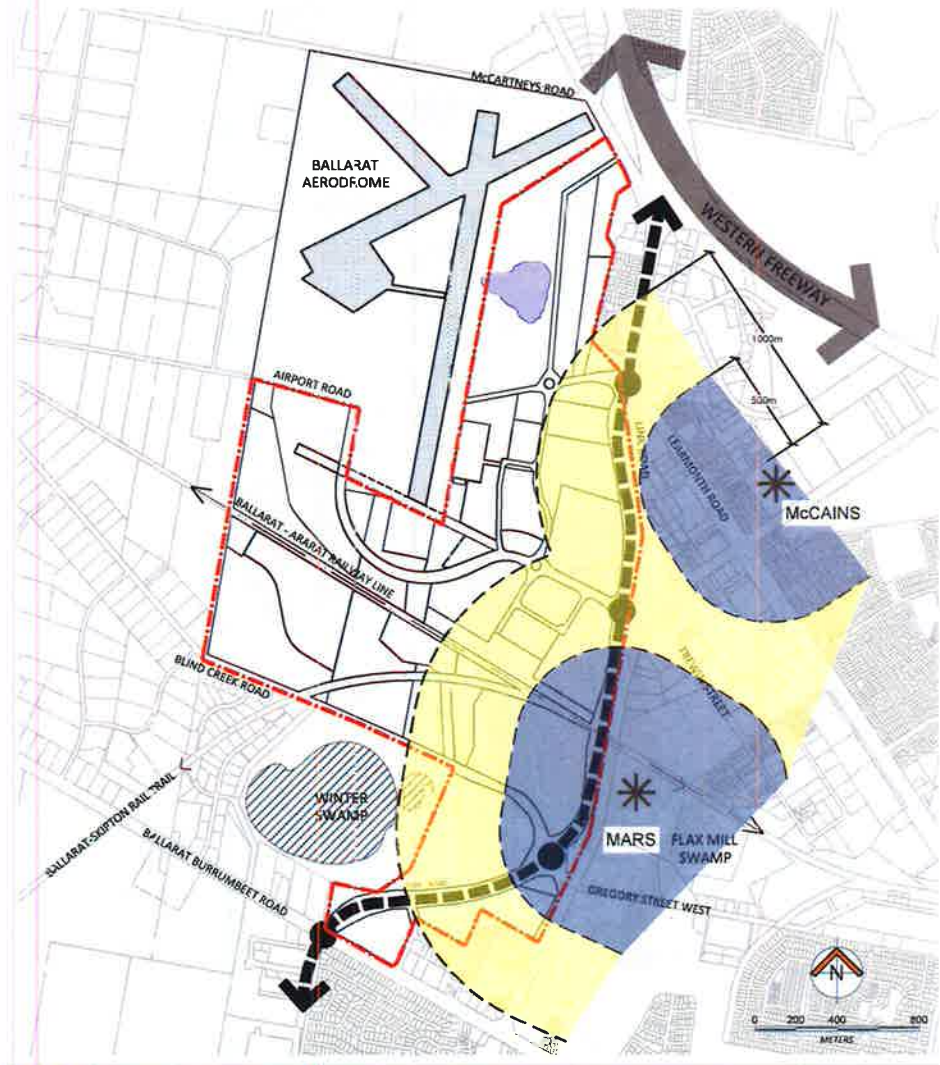 McCARTNEYS ROAD
BALLARAT
AERODROME
WESTERN FREEWAY
1000m
500m
AIRPORT ROAD
LINK ROAD
LEARMONTH ROAD
McCAINS
BALLARAT - ARARAT RAILWAY LINE
BLIND CREEK ROAD
WINTER
SWAMP
MARS
FLAX MILL
SWAMP
BALLARAT-SKIPTON RAIL TRAIL
BALLARAT BURRUMBEET ROAD
GREGORY STREET WEST
N
0 200 400 800
METERS